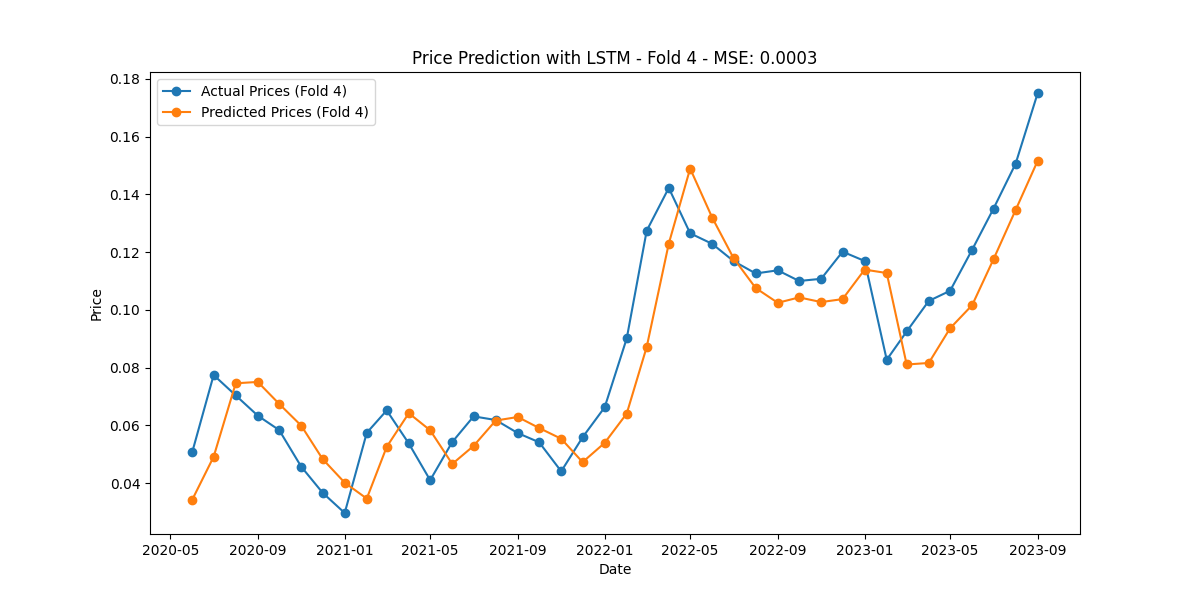 Price Prediction with LSTM - Fold 4 - MSE: 0.0003
Actual Prices (Fold 4)
Predicted Prices (Fold 4)
0.18
0.16
0.14
0.12
0.10
0.08
0.06
0.04
Price
2020-05 2020-09 2021-01 2021-05 2021-09 2022-01 2022-05 2022-09 2023-01 2023-05 2023-09
Date